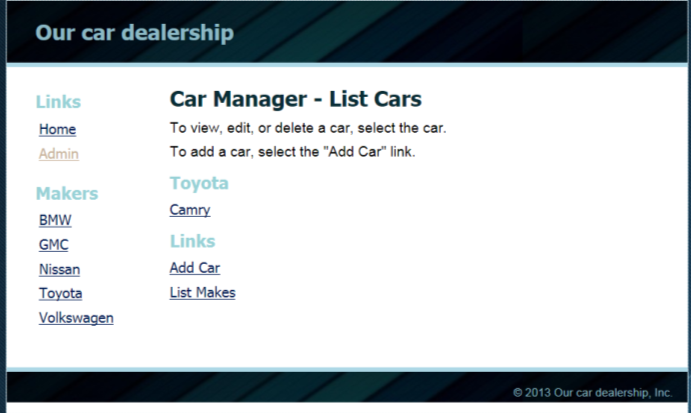 Our car dealership
Links
Home
Admin
Makers
BMW
GMC
Nissan
Toyota
Volkswagen
Car Manager - List Cars
To view, edit, or delete a car, select the car.
To add a car, select the "Add Car" link.
Toyota
Camry
Links
Add Car
List Makes
© 2013 Our car dealership, Inc.